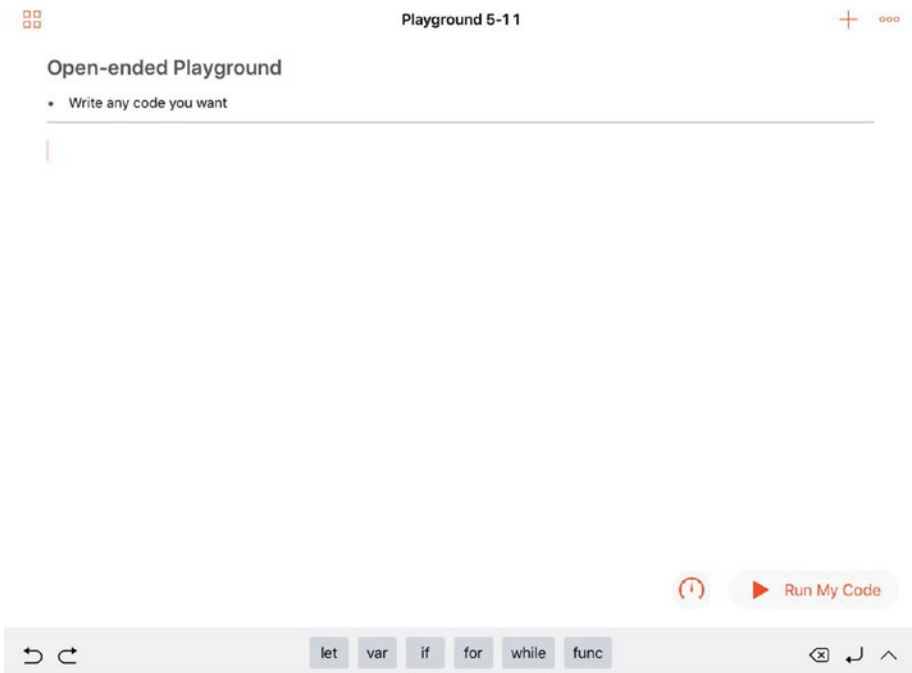 Playground 5-11
Open-ended Playground
• Write any code you want
Run My Code
let var if for while func